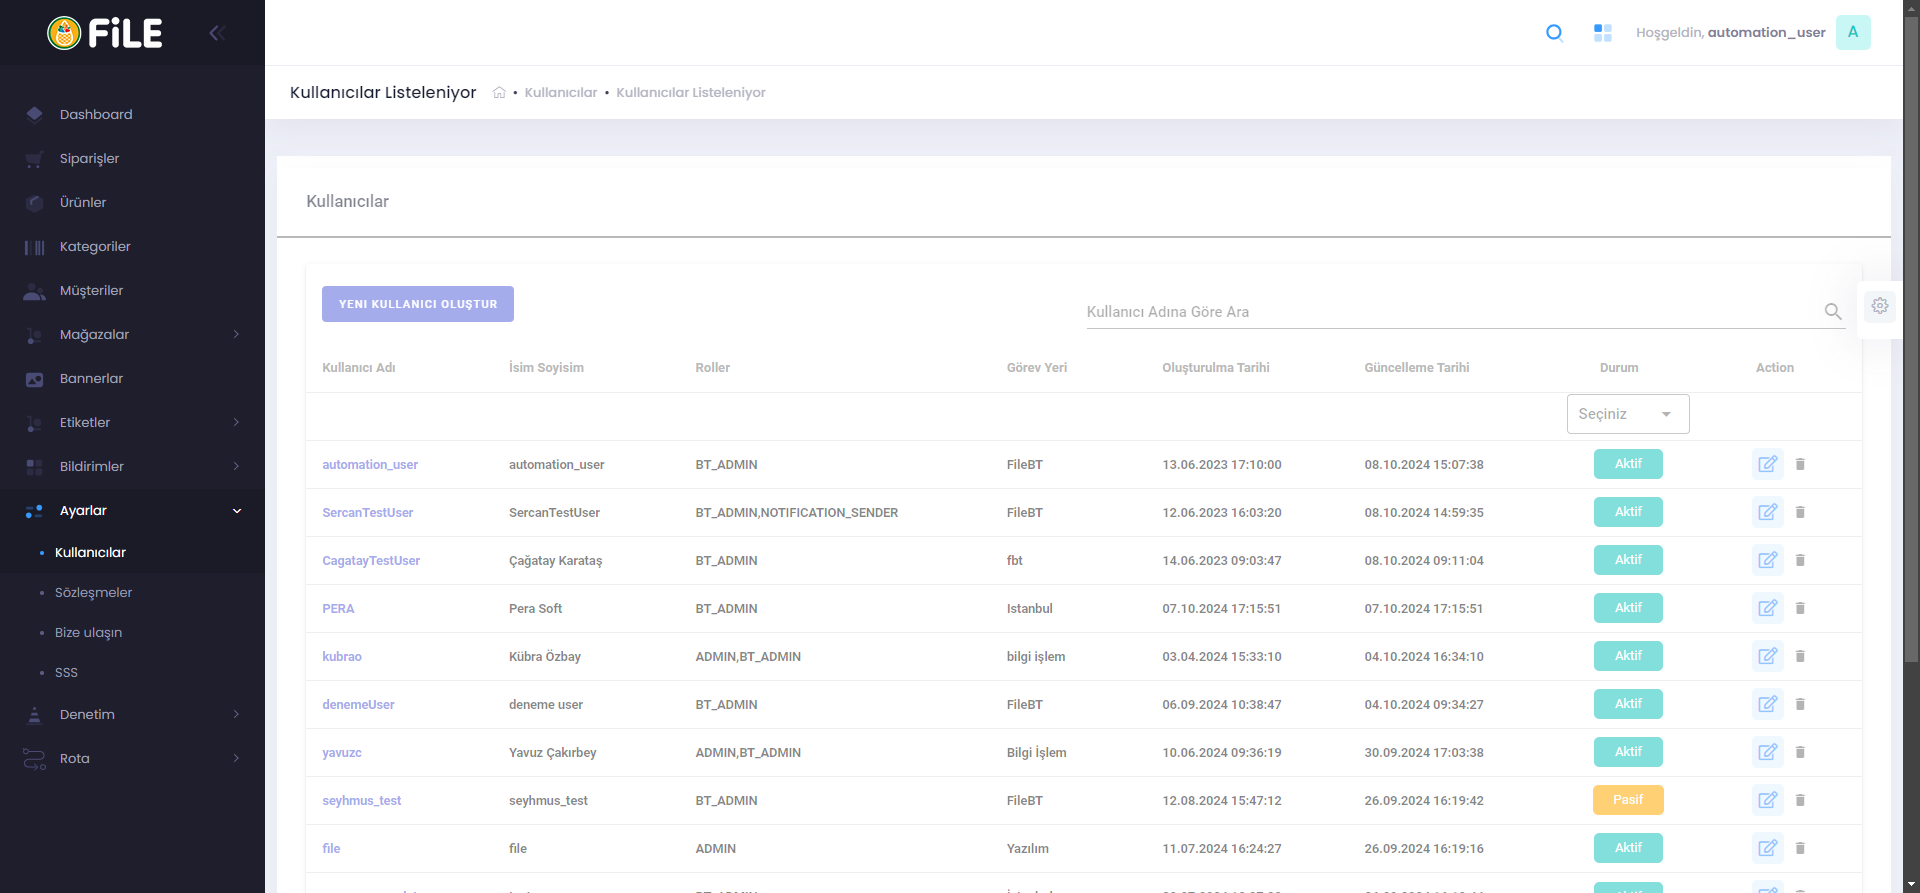 FiLE
Hoşgeldin, automation_user A
Kullanıcılar Listeleniyor • Kullanıcılar • Kullanıcılar Listeleniyor
Dashboard
Siparişler
Ürünler
Kategoriler
Müşteriler
Mağazalar
Bannerlar
Etiketler
Bildirimler
Ayarlar
• Kullanıcılar
• Sözleşmeler
• Bize ulaşın
• SSS
Denetim
Rota
Kullanıcılar
YENI KULLANICI OLUŞTUR
Kullanıcı Adına Göre Ara
Kullanıcı Adı İsim Soyisim Roller Görev Yeri Oluşturulma Tarihi Güncelleme Tarihi Durum Action
Seçiniz
automation_user automation_user BT_ADMIN FileBT 13.06.2023 17:10:00 08.10.2024 15:07:38 Aktif
SercanTestUser SercanTestUser BT_ADMIN,NOTIFICATION_SENDER FileBT 12.06.2023 16:03:20 08.10.2024 14:59:35 Aktif
CagatayTestUser Çağatay Karataş BT_ADMIN fbt 14.06.2023 09:03:47 08.10.2024 09:11:04 Aktif
PERA Pera Soft BT_ADMIN Istanbul 07.10.2024 17:15:51 07.10.2024 17:15:51 Aktif
kubrao Kübra Özbay ADMIN,BT_ADMIN bilgi işlem 03.04.2024 15:33:10 04.10.2024 16:34:10 Aktif
denemeUser deneme user BT_ADMIN FileBT 06.09.2024 10:38:47 04.10.2024 09:34:27 Aktif
yavuzc Yavuz Çakırbey ADMIN,BT_ADMIN Bilgi İşlem 10.06.2024 09:36:19 30.09.2024 17:03:38 Aktif
seyhmus_test seyhmus_test BT_ADMIN FileBT 12.08.2024 15:47:12 26.09.2024 16:19:42 Pasif
file file ADMIN Yazılım 11.07.2024 16:24:27 26.09.2024 16:19:16 Aktif